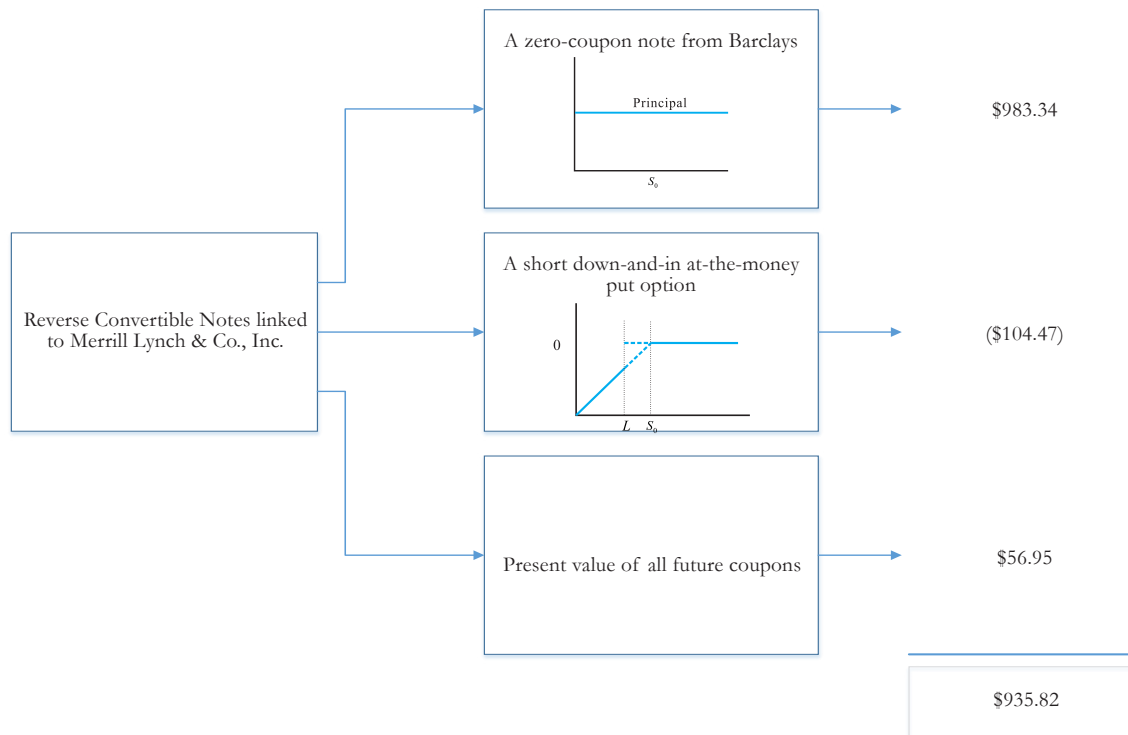 A zero-coupon note from Barclays
Principal
S₀
$983.34
Reverse Convertible Notes linked
to Merrill Lynch & Co., Inc.
A short down-and-in at-the-money
put option
0
L S₀
($104.47)
Present value of all future coupons
$56.95
$935.82